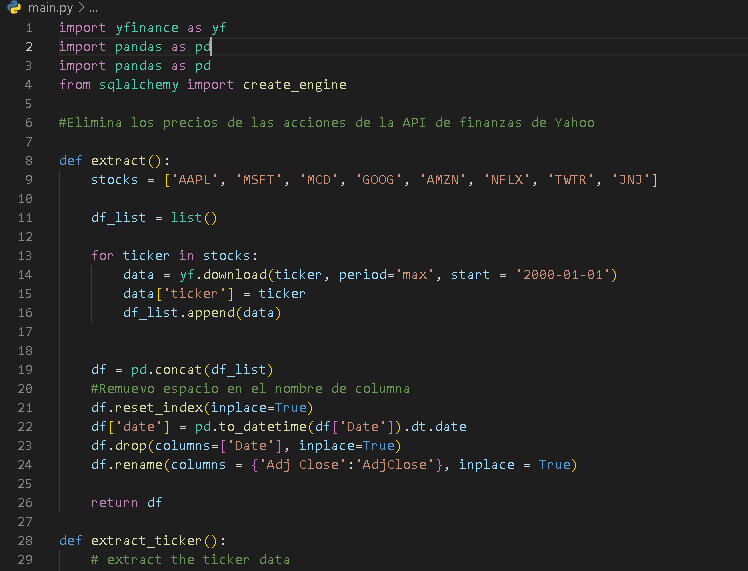 main.py > ...
1 import yfinance as yf
2 import pandas as pd
3 import pandas as pd
4 from sqlalchemy import create_engine
5
6 #Elimina los precios de las acciones de la API de finanzas de Yahoo
7
8 def extract():
9 stocks = ['AAPL', 'MSFT', 'MCD', 'GOOG', 'AMZN', 'NFLX', 'TWTR', 'JNJ']
10
11 df_list = list()
12
13 for ticker in stocks:
14 data = yf.download(ticker, period='max', start = '2000-01-01')
15 data['ticker'] = ticker
16 df_list.append(data)
17
18
19 df = pd.concat(df_list)
20 #Remuevo espacio en el nombre de columna
21 df.reset_index(inplace=True)
22 df['date'] = pd.to_datetime(df['Date']).dt.date
23 df.drop(columns=['Date'], inplace=True)
24 df.rename(columns = {'Adj Close':'AdjClose'}, inplace = True)
25
26 return df
27
28 def extract_ticker():
29 # extract the ticker data